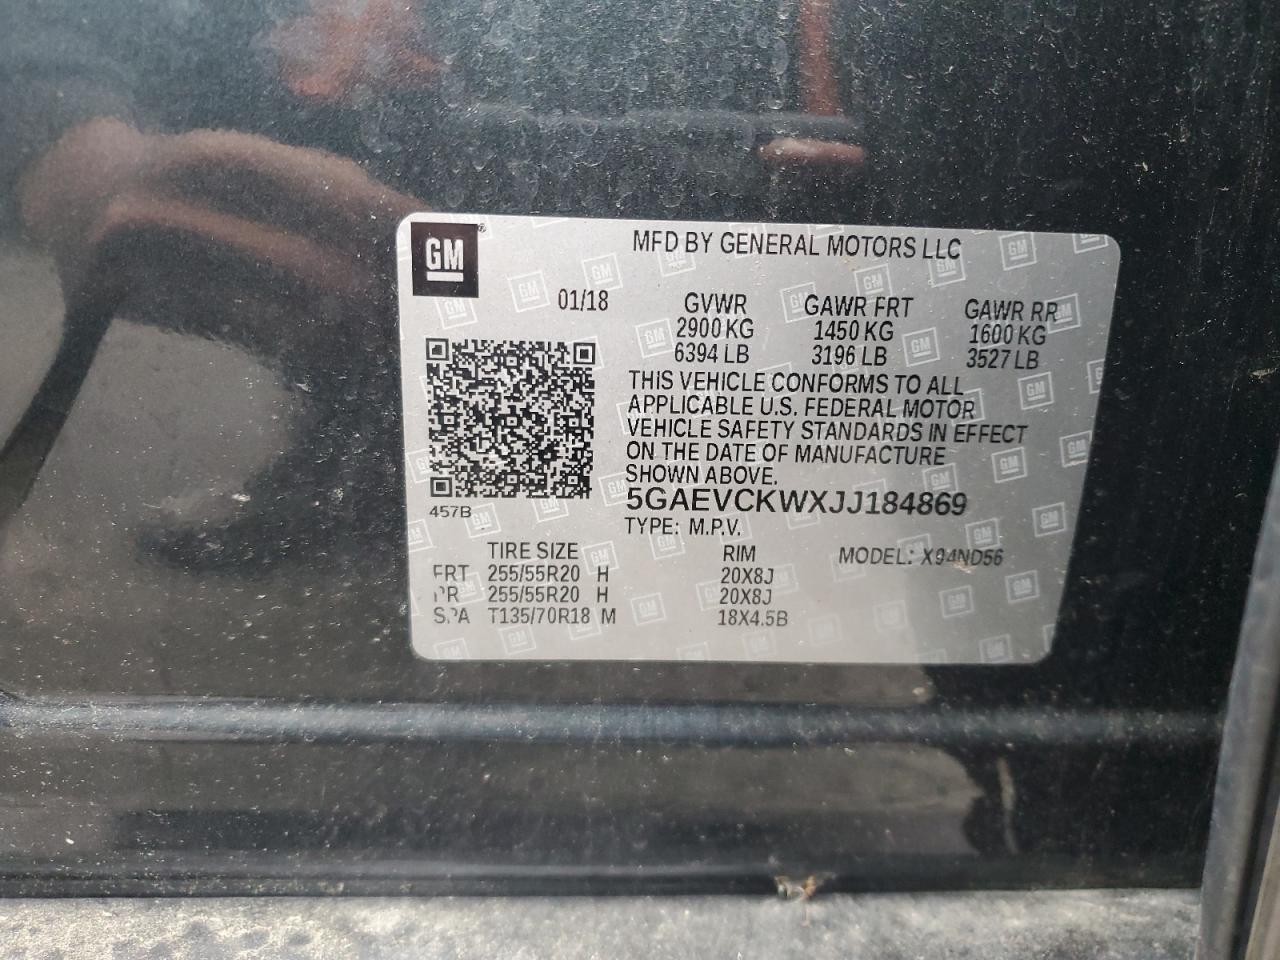 GM
MFD BY GENERAL MOTORS LLC
01/18 GVWR GAWR FRT GAWR RR
2900 KG 1450 KG 1600 KG
6394 LB 3196 LB 3527 LB
THIS VEHICLE CONFORMS TO ALL
APPLICABLE U.S. FEDERAL MOTOR
VEHICLE SAFETY STANDARDS IN EFFECT
ON THE DATE OF MANUFACTURE
SHOWN ABOVE.
5GAEVCKWXJJ184869
457B
TYPE: M.P.V.
TIRE SIZE RIM MODEL: X94ND56
FRT 255/55R20 H 20X8J
RR 255/55R20 H 20X8J
SPA T135/70R18 M 18X4.5B